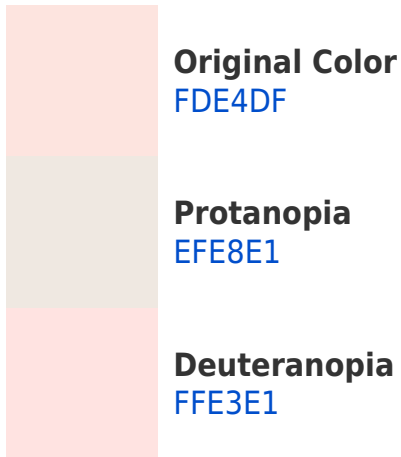 Original Color
FDE4DF
Protanopia
EFE8E1
Deuteranopia
FFE3E1